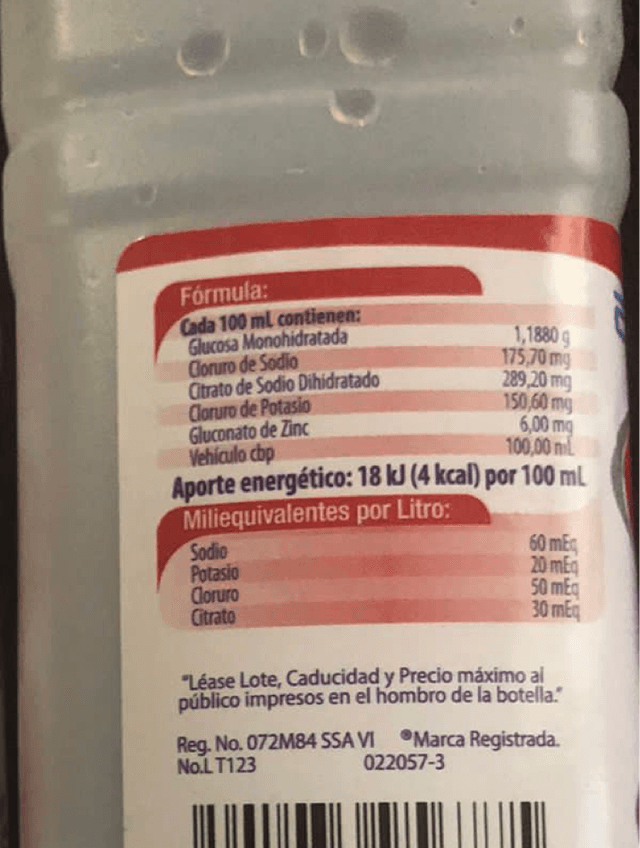 Fórmula:
Cada 100 mL contienen:
Glucosa Monohidratada 1,1880 g
Cloruro de Sodio 175,70 mg
Citrato de Sodio Dihidratado 289,20 mg
Cloruro de Potasio 150,60 mg
Gluconato de Zinc 6,00 mg
Vehículo cbp 100,00 mL
Aporte energético: 18 kJ (4 kcal) por 100 mL
Miliequivalentes por Litro:
Sodio 60 mEq
Potasio 20 mEq
Cloruro 50 mEq
Citrato 30 mEq
"Léase Lote, Caducidad y Precio máximo al
público impresos en el hombro de la botella."
Reg. No. 072M84 SSA VI ®Marca Registrada.
No.L T123 022057-3